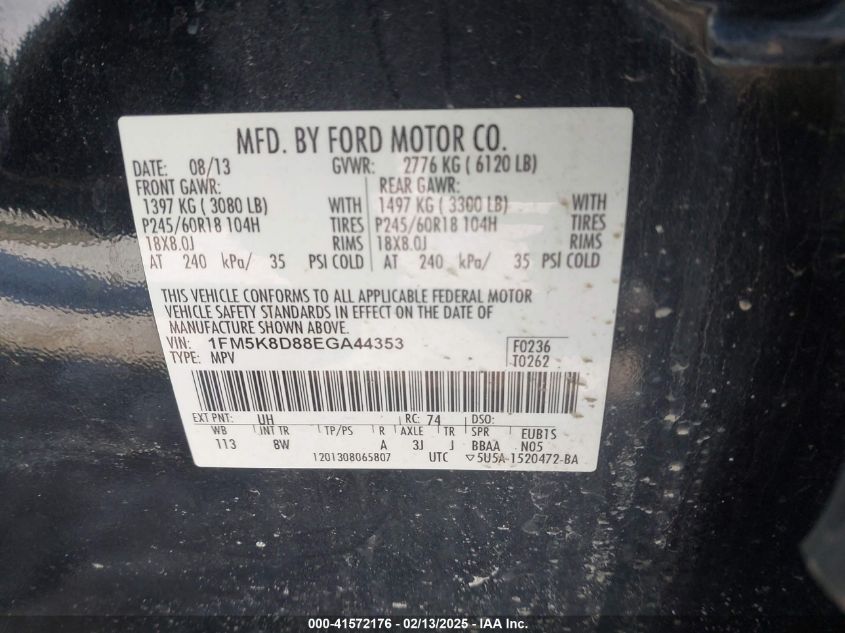 MFD. BY FORD MOTOR CO.
DATE: 08/13 GVWR: 2776 KG ( 6120 LB)
FRONT GAWR: REAR GAWR:
1397 KG ( 3080 LB) WITH 1497 KG ( 3300 LB) WITH
P245/60R18 104H TIRES P245/60R18 104H TIRES
18X8.0J RIMS 18X8.0J RIMS
AT 240 kPa/ 35 PSI COLD AT 240 kPa/ 35 PSI COLD
THIS VEHICLE CONFORMS TO ALL APPLICABLE FEDERAL MOTOR
VEHICLE SAFETY STANDARDS IN EFFECT ON THE DATE OF
MANUFACTURE SHOWN ABOVE.
VIN: 1FM5K8D88EGA44353 F0236
TYPE: MPV T0262
EXT PNT: UH RC: 74 DSO:
WB INT TR TP/PS R AXLE TR SPR EUB1S
113 8W A 3J J BBAA N05
1201308065807 UTC ▽5U5A-1520472-BA
000-41572176 - 02/13/2025 - IAA, Inc.